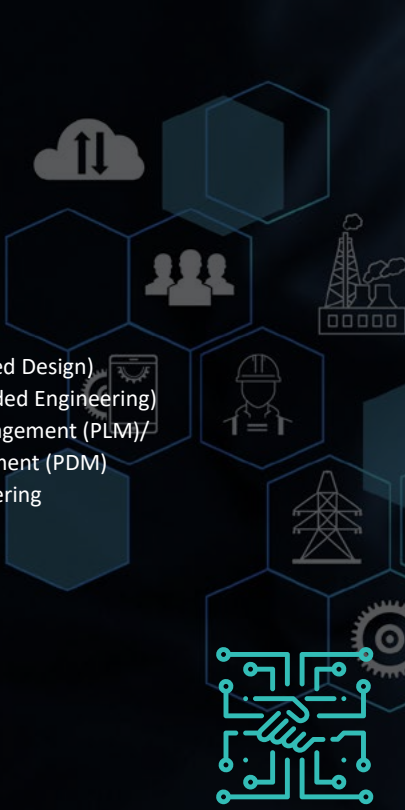 ed Design)
ded Engineering)
agement (PLM)/
ment (PDM)
ering